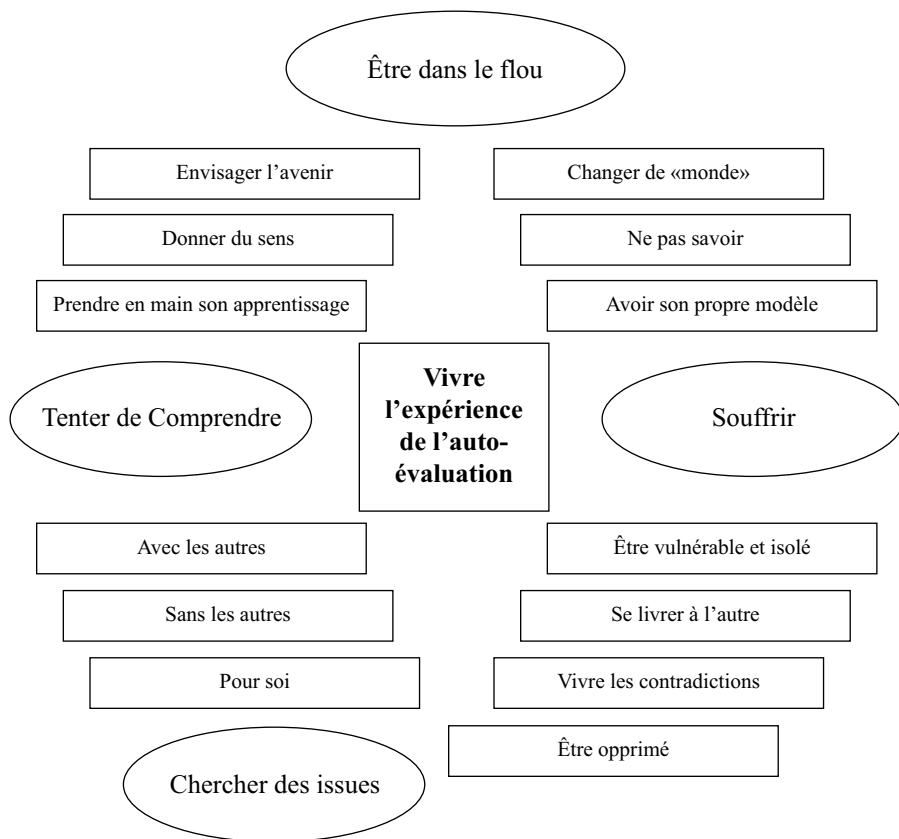 Être dans le flou
Envisager l’avenir
Changer de «monde»
Donner du sens
Ne pas savoir
Prendre en main son apprentissage
Avoir son propre modèle
Vivre
l’expérience
de l’auto-
évaluation
Tenter de Comprendre
Souffrir
Avec les autres
Être vulnérable et isolé
Sans les autres
Se livrer à l’autre
Pour soi
Vivre les contradictions
Être opprimé
Chercher des issues